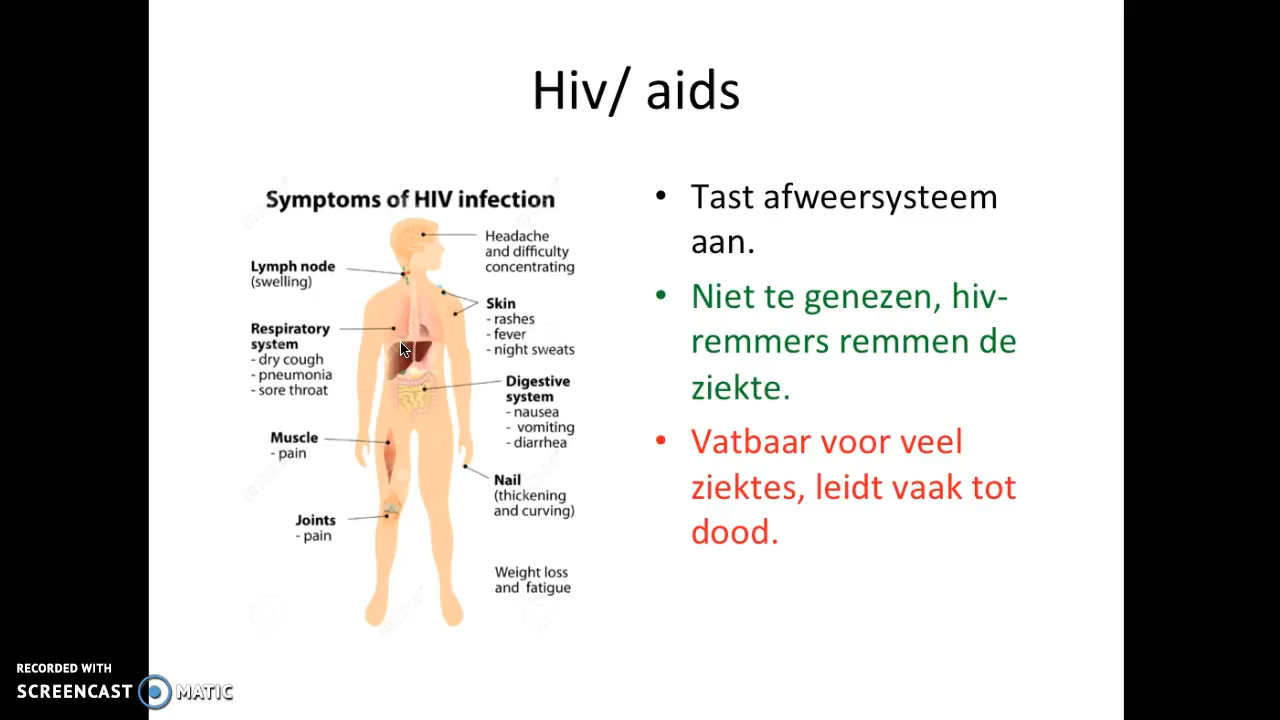 Hiv/ aids
Symptoms of HIV infection
Headache
and difficulty
concentrating
Lymph node
(swelling)
Skin
- rashes
- fever
- night sweats
Respiratory
system
- dry cough
- pneumonia
- sore throat
Digestive
system
- nausea
- vomiting
- diarrhea
Muscle
- pain
Nail
(thickening
and curving)
Joints
- pain
Weight loss
and fatigue
• Tast afweersysteem
aan.
• Niet te genezen, hiv-
remmers remmen de
ziekte.
• Vatbaar voor veel
ziektes, leidt vaak tot
dood.
RECORDED WITH
SCREENCAST MATIC